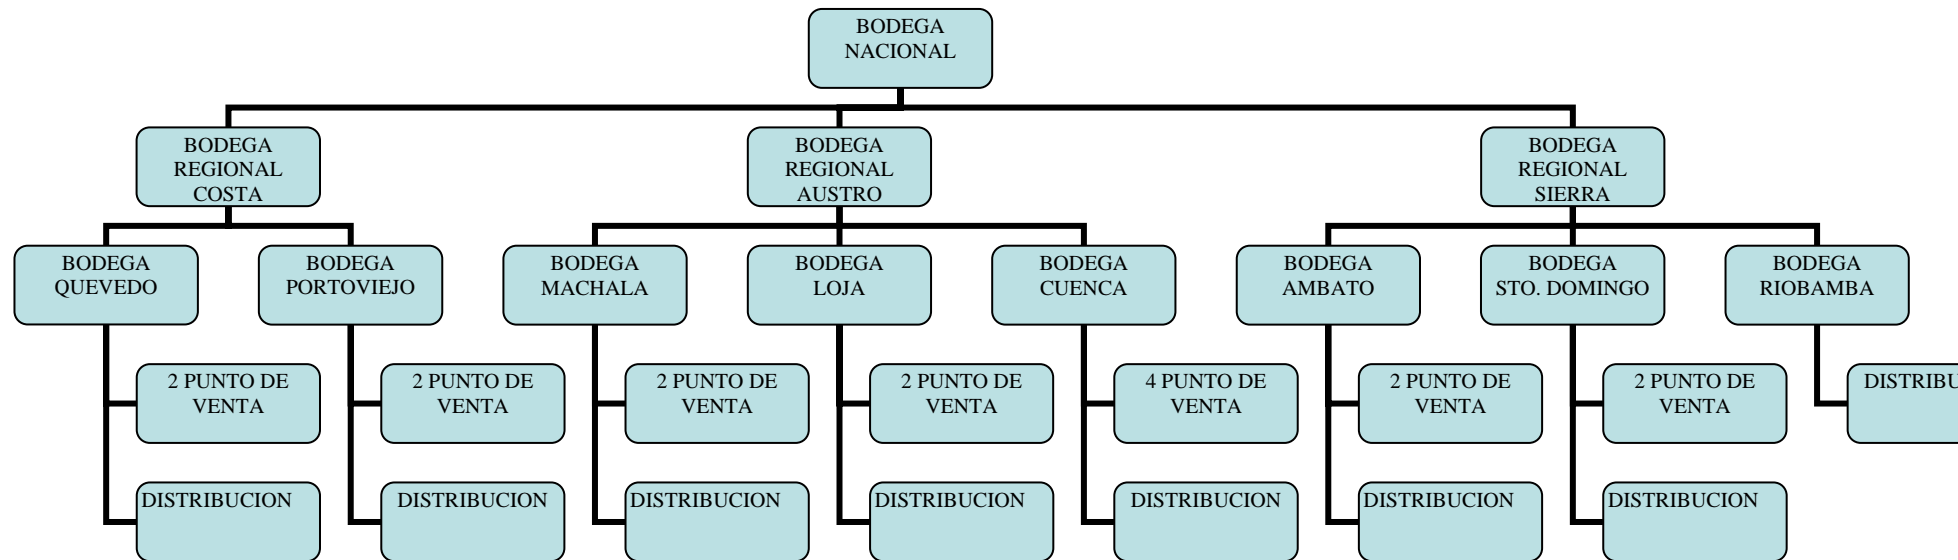 BODEGA
NACIONAL
BODEGA
REGIONAL
COSTA
BODEGA
REGIONAL
AUSTRO
BODEGA
REGIONAL
SIERRA
BODEGA
QUEVEDO
BODEGA
PORTOVIEJO
BODEGA
MACHALA
BODEGA
LOJA
BODEGA
CUENCA
BODEGA
AMBATO
BODEGA
STO. DOMINGO
BODEGA
RIOBAMBA
2 PUNTO DE
VENTA
2 PUNTO DE
VENTA
2 PUNTO DE
VENTA
2 PUNTO DE
VENTA
4 PUNTO DE
VENTA
2 PUNTO DE
VENTA
2 PUNTO DE
VENTA
DISTRIBU
DISTRIBUCION
DISTRIBUCION
DISTRIBUCION
DISTRIBUCION
DISTRIBUCION
DISTRIBUCION
DISTRIBUCION